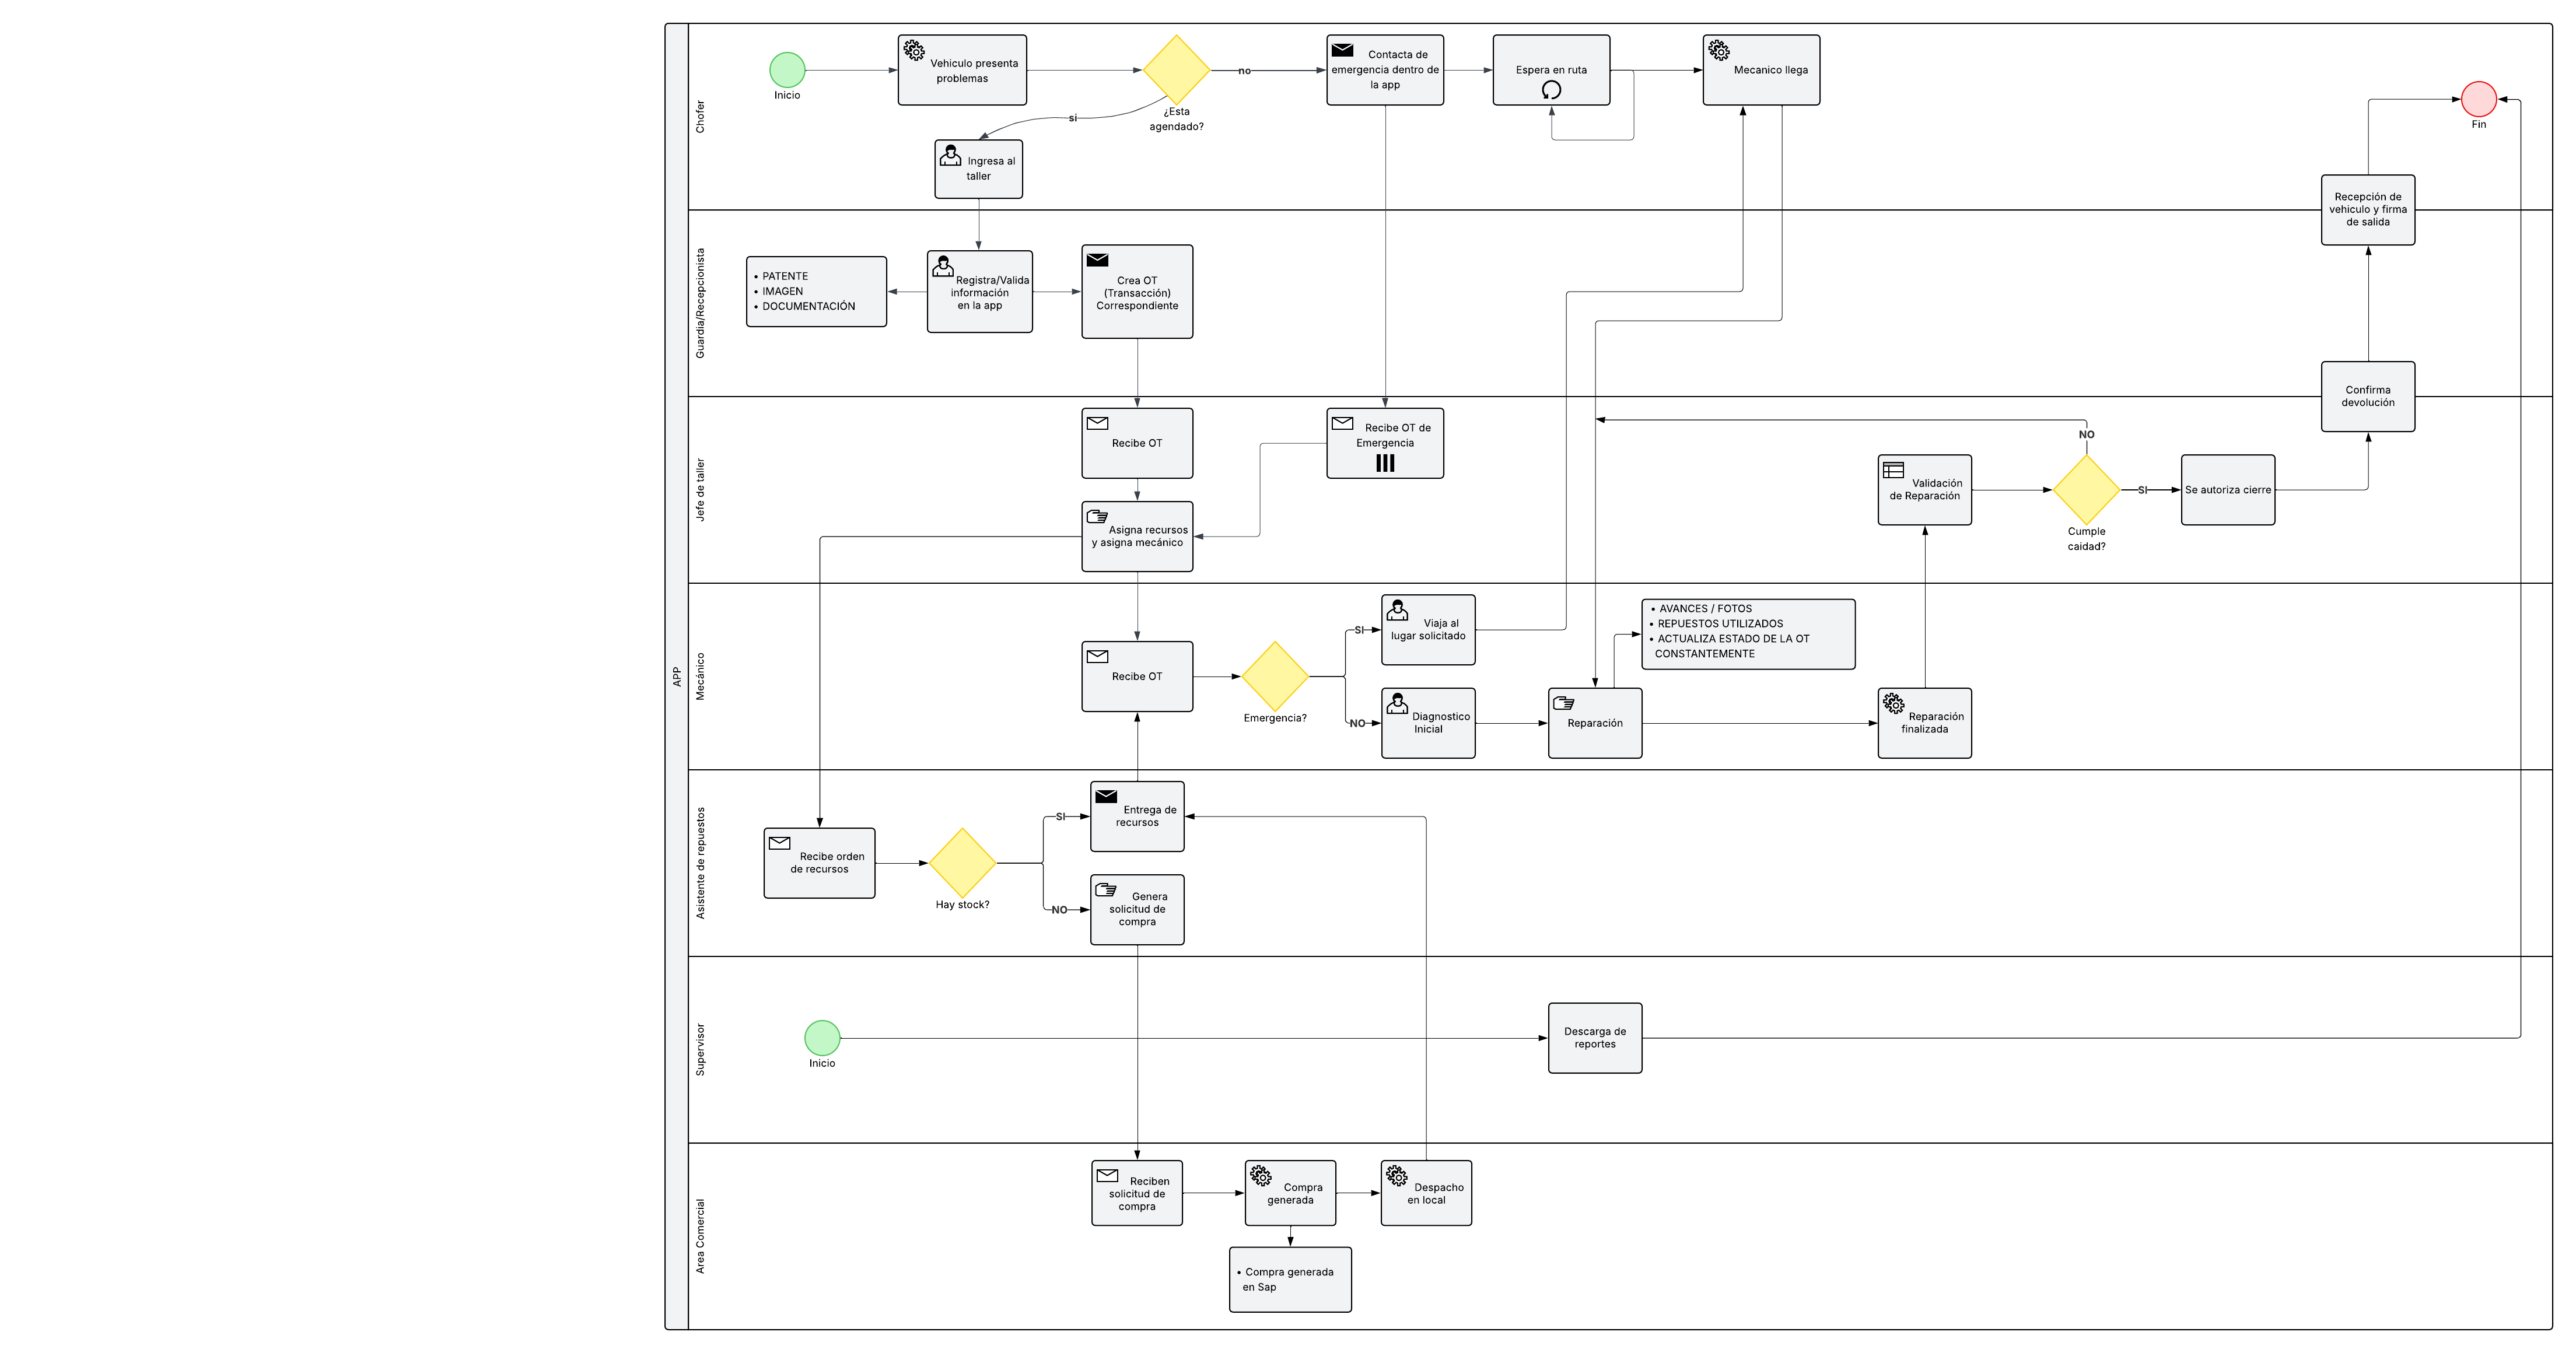 APP
Chofer
Inicio
Vehiculo presenta
problemas
¿Esta
agendado?
no
si
Contacta de
emergencia dentro de
la app
Espera en ruta
Mecanico llega
Fin
Ingresa al
taller
Recepción de
vehiculo y firma
de salida
Guardia/Recepcionista
• PATENTE
• IMAGEN
• DOCUMENTACIÓN
Registra/Valida
información
en la app
Crea OT
(Transacción)
Correspondiente
Confirma
devolución
Jefe de taller
Recibe OT
Recibe OT de
Emergencia
Asigna recursos
y asigna mecánico
Validación
de Reparación
NO
Cumple
caidad?
SI
Se autoriza cierre
Mecánico
Recibe OT
Emergencia?
SI
Viaja al
lugar solicitado
NO
Diagnostico
Inicial
• AVANCES / FOTOS
• REPUESTOS UTILIZADOS
• ACTUALIZA ESTADO DE LA OT
CONSTANTEMENTE
Reparación
Reparación
finalizada
Asistente de repuestos
Recibe orden
de recursos
Hay stock?
SI
Entrega de
recursos
NO
Genera
solicitud de
compra
Supervisor
Inicio
Descarga de
reportes
Area Comercial
Reciben
solicitud de
compra
Compra
generada
Despacho
en local
• Compra generada
en Sap